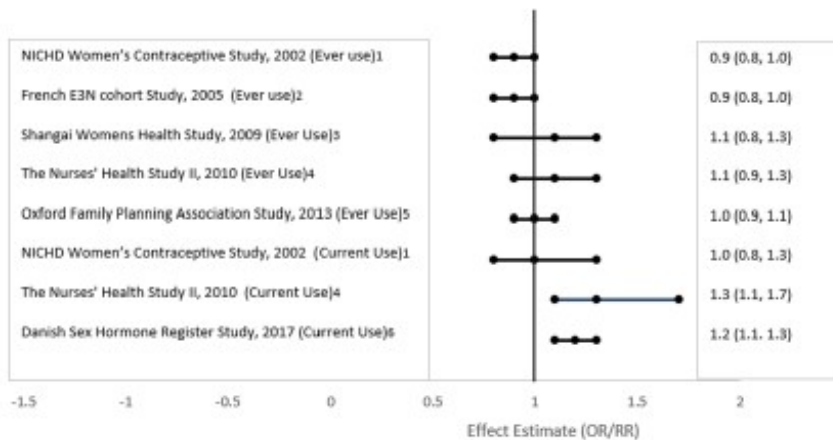 NICHD Women's Contraceptive Study, 2002 (Ever use)1 0.9 (0.8, 1.0)
French E3N cohort Study, 2005 (Ever use)2 0.9 (0.8, 1.0)
Shangai Womens Health Study, 2009 (Ever Use)3 1.1 (0.8, 1.3)
The Nurses' Health Study II, 2010 (Ever Use)4 1.1 (0.9, 1.3)
Oxford Family Planning Association Study, 2013 (Ever Use)5 1.0 (0.9, 1.1)
NICHD Women's Contraceptive Study, 2002 (Current Use)1 1.0 (0.8, 1.3)
The Nurses' Health Study II, 2010 (Current Use)4 1.3 (1.1, 1.7)
Danish Sex Hormone Register Study, 2017 (Current Use)6 1.2 (1.1. 1.3)
-1.5 -1 -0.5 0 0.5 1 1.5 2
Effect Estimate (OR/RR)